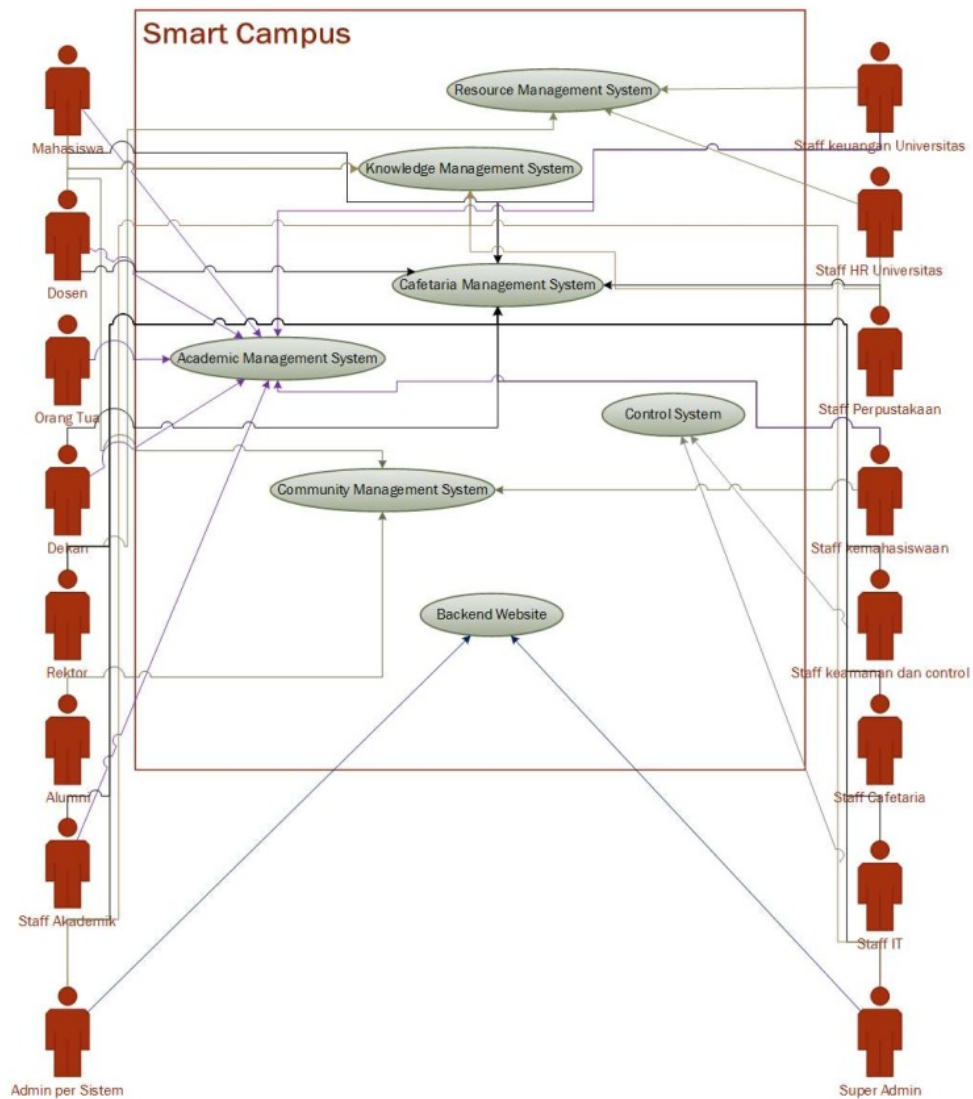 Smart Campus
Resource Management System
Mahasiswa
Staff keuangan Universitas
Knowledge Management System
Staff HR Universitas
Dosen
Cafetaria Management System
Academic Management System
Orang Tua
Staff Perpustakaan
Control System
Community Management System
Dekan
Staff kemahasiswaan
Backend Website
Rektor
Staff keamanan dan control
Alumni
Staff Cafetaria
Staff Akademik
Staff IT
Admin per Sistem
Super Admin